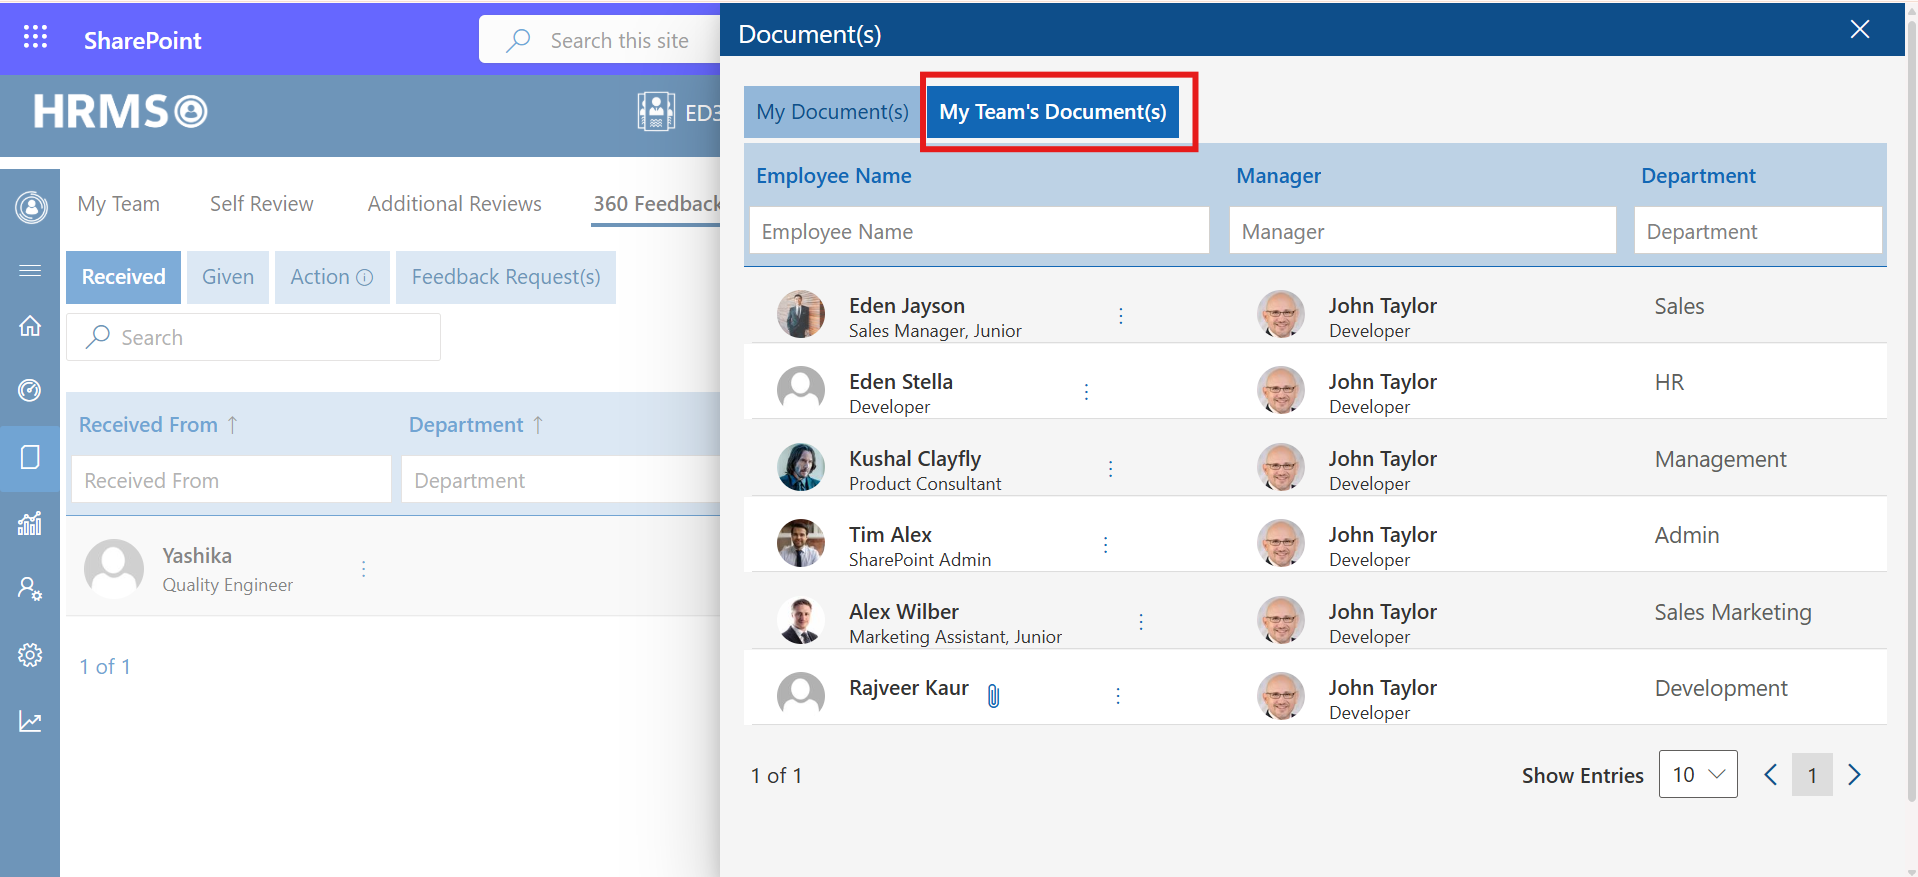 SharePoint
Search this site
HRMS
ED3
My Team
Self Review
Additional Reviews
360 Feedback
Received
Given
Action
Feedback Request(s)
Search
Received From ↑
Department ↑
Received From
Department
Yashika
Quality Engineer
1 of 1
Document(s)
My Document(s)
My Team's Document(s)
Employee Name
Manager
Department
Employee Name
Manager
Department
Eden Jayson
Sales Manager, Junior
John Taylor
Developer
Sales
Eden Stella
Developer
John Taylor
Developer
HR
Kushal Clayfly
Product Consultant
John Taylor
Developer
Management
Tim Alex
SharePoint Admin
John Taylor
Developer
Admin
Alex Wilber
Marketing Assistant, Junior
John Taylor
Developer
Sales Marketing
Rajveer Kaur
John Taylor
Developer
Development
1 of 1
Show Entries
10
1